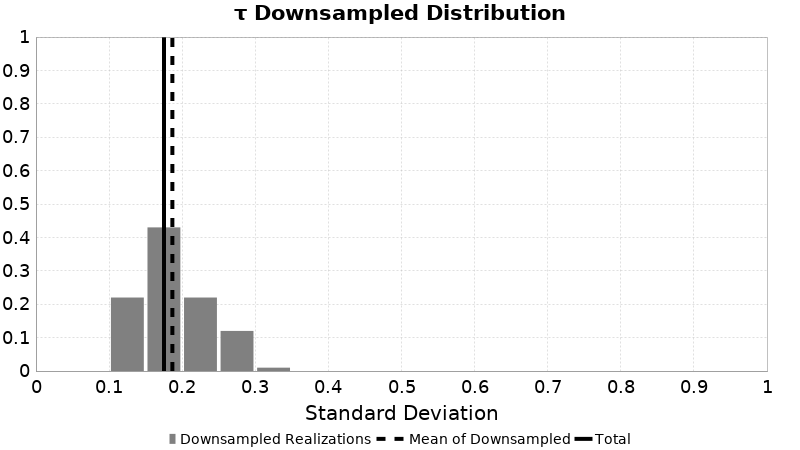 τ Downsampled Distribution
1
0.9
0.8
0.7
0.6
0.5
0.4
0.3
0.2
0.1
0
0 0.1 0.2 0.3 0.4 0.5 0.6 0.7 0.8 0.9 1
Standard Deviation
Downsampled Realizations Mean of Downsampled Total